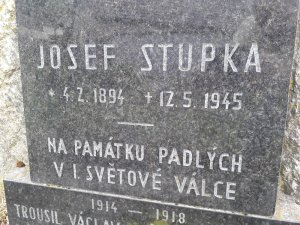 JOSEF STUPKA
* 4.2.1894 + 12.5.1945
NA PAMÁTKU PADLÝCH
V I. SVĚTOVÉ VÁLCE
1914 — 1918
TROUSIL VÁCLAV